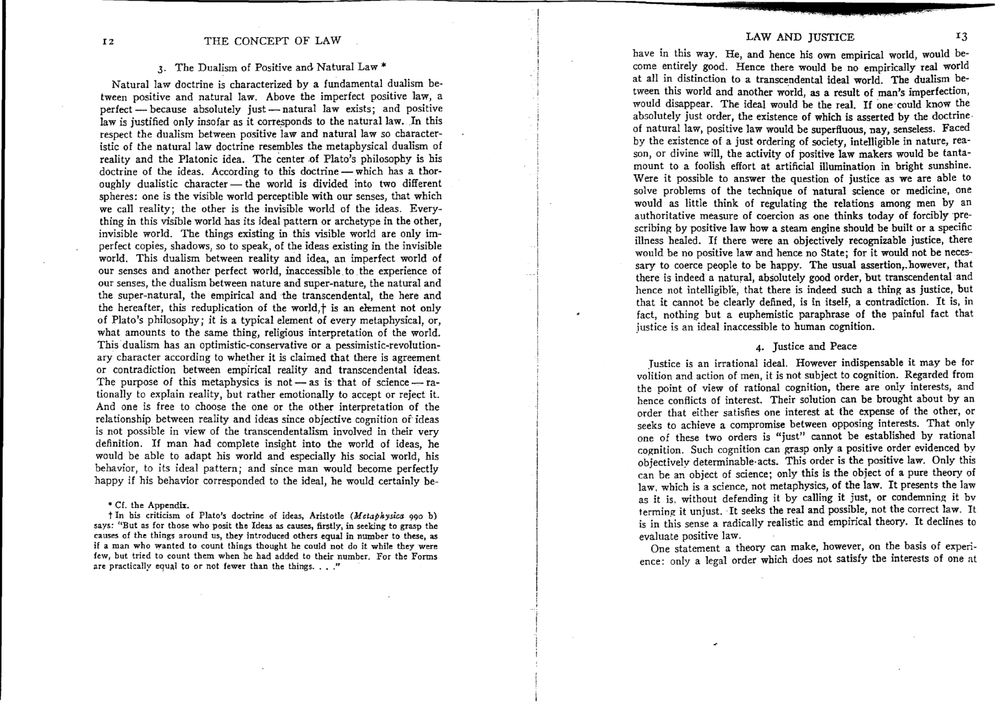 12 THE CONCEPT OF LAW
3. The Dualism of Positive and Natural Law *
Natural law doctrine is characterized by a fundamental dualism be-
tween positive and natural law. Above the imperfect positive law, a
perfect — because absolutely just — natural law exists; and positive
law is justified only insofar as it corresponds to the natural law. In this
respect the dualism between positive law and natural law so character-
istic of the natural law doctrine resembles the metaphysical dualism of
reality and the Platonic idea. The center of Plato's philosophy is his
doctrine of the ideas. According to this doctrine — which has a thor-
oughly dualistic character — the world is divided into two different
spheres: one is the visible world perceptible with our senses, that which
we call reality; the other is the invisible world of the ideas. Every-
thing in this visible world has its ideal pattern or archetype in the other,
invisible world. The things existing in this visible world are only im-
perfect copies, shadows, so to speak, of the ideas existing in the invisible
world. This dualism between reality and idea, an imperfect world of
our senses and another perfect world, inaccessible to the experience of
our senses, the dualism between nature and super-nature, the natural and
the super-natural, the empirical and the transcendental, the here and
the hereafter, this reduplication of the world,† is an element not only
of Plato's philosophy; it is a typical element of every metaphysical, or,
what amounts to the same thing, religious interpretation of the world.
This dualism has an optimistic-conservative or a pessimistic-revolution-
ary character according to whether it is claimed that there is agreement
or contradiction between empirical reality and transcendental ideas.
The purpose of this metaphysics is not — as is that of science — ra-
tionally to explain reality, but rather emotionally to accept or reject it.
And one is free to choose the one or the other interpretation of the
relationship between reality and ideas since objective cognition of ideas
is not possible in view of the transcendentalism involved in their very
definition. If man had complete insight into the world of ideas, he
would be able to adapt his world and especially his social world, his
behavior, to its ideal pattern; and since man would become perfectly
happy if his behavior corresponded to the ideal, he would certainly be-
* Cf. the Appendix.
† In his criticism of Plato's doctrine of ideas, Aristotle (Metaphysica 990 b)
says: "But as for those who posit the Ideas as causes, firstly, in seeking to grasp the
causes of the things around us, they introduced others equal in number to these, as
if a man who wanted to count things thought he could not do it while they were
few, but tried to count them when he had added to their number. For the Forms
are practically equal to or not fewer than the things. . . ."
LAW AND JUSTICE 13
have in this way. He, and hence his own empirical world, would be-
come entirely good. Hence there would be no empirically real world
at all in distinction to a transcendental ideal world. The dualism be-
tween this world and another world, as a result of man's imperfection,
would disappear. The ideal would be the real. If one could know the
absolutely just order, the existence of which is asserted by the doctrine
of natural law, positive law would be superfluous, nay, senseless. Faced
by the existence of a just ordering of society, intelligible in nature, rea-
son, or divine will, the activity of positive law makers would be tanta-
mount to a foolish effort at artificial illumination in bright sunshine.
Were it possible to answer the question of justice as we are able to
solve problems of the technique of natural science or medicine, one
would as little think of regulating the relations among men by an
authoritative measure of coercion as one thinks today of forcibly pre-
scribing by positive law how a steam engine should be built or a specific
illness healed. If there were an objectively recognizable justice, there
would be no positive law and hence no State; for it would not be neces-
sary to coerce people to be happy. The usual assertion, however, that
there is indeed a natural, absolutely good order, but transcendental and
hence not intelligible, that there is indeed such a thing as justice, but
that it cannot be clearly defined, is in itself, a contradiction. It is, in
fact, nothing but a euphemistic paraphrase of the painful fact that
justice is an ideal inaccessible to human cognition.
4. Justice and Peace
Justice is an irrational ideal. However indispensable it may be for
volition and action of men, it is not subject to cognition. Regarded from
the point of view of rational cognition, there are only interests, and
hence conflicts of interest. Their solution can be brought about by an
order that either satisfies one interest at the expense of the other, or
seeks to achieve a compromise between opposing interests. That only
one of these two orders is "just" cannot be established by rational
cognition. Such cognition can grasp only a positive order evidenced by
objectively determinable acts. This order is the positive law. Only this
can be an object of science; only this is the object of a pure theory of
law, which is a science, not metaphysics, of the law. It presents the law
as it is, without defending it by calling it just, or condemning it by
terming it unjust. It seeks the real and possible, not the correct law. It
is in this sense a radically realistic and empirical theory. It declines to
evaluate positive law.
One statement a theory can make, however, on the basis of experi-
ence: only a legal order which does not satisfy the interests of one at